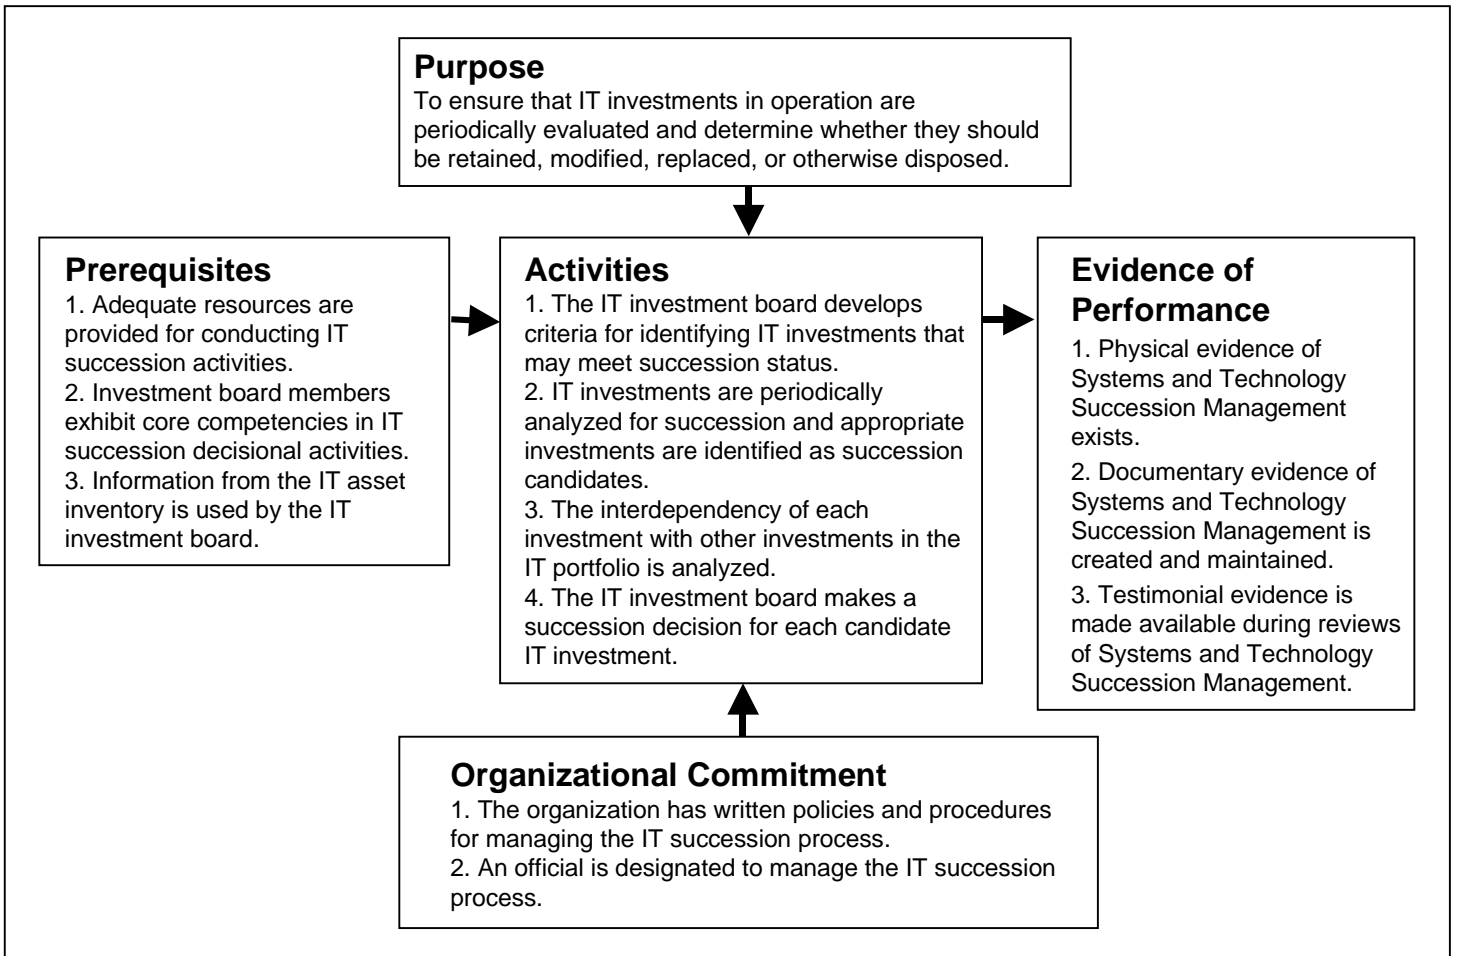 Purpose
To ensure that IT investments in operation are
periodically evaluated and determine whether they should
be retained, modified, replaced, or otherwise disposed.
Prerequisites
1. Adequate resources are
provided for conducting IT
succession activities.
2. Investment board members
exhibit core competencies in IT
succession decisional activities.
3. Information from the IT asset
inventory is used by the IT
investment board.
Activities
1. The IT investment board develops
criteria for identifying IT investments that
may meet succession status.
2. IT investments are periodically
analyzed for succession and appropriate
investments are identified as succession
candidates.
3. The interdependency of each
investment with other investments in the
IT portfolio is analyzed.
4. The IT investment board makes a
succession decision for each candidate
IT investment.
Evidence of
Performance
1. Physical evidence of
Systems and Technology
Succession Management
exists.
2. Documentary evidence of
Systems and Technology
Succession Management is
created and maintained.
3. Testimonial evidence is
made available during reviews
of Systems and Technology
Succession Management.
Organizational Commitment
1. The organization has written policies and procedures
for managing the IT succession process.
2. An official is designated to manage the IT succession
process.